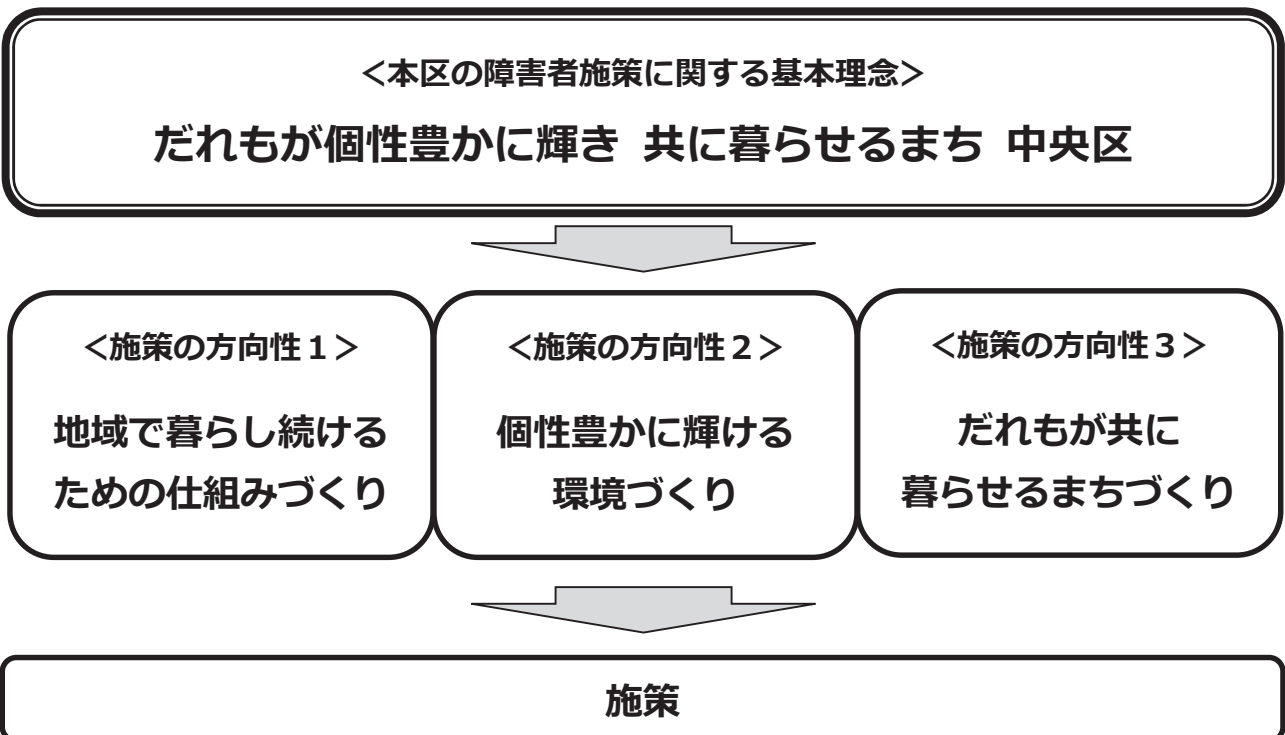 ＜本区の障害者施策に関する基本理念＞
だれもが個性豊かに輝き 共に暮らせるまち 中央区
＜施策の方向性１＞
地域で暮らし続ける
ための仕組みづくり
＜施策の方向性２＞
個性豊かに輝ける
環境づくり
＜施策の方向性３＞
だれもが共に
暮らせるまちづくり
施策